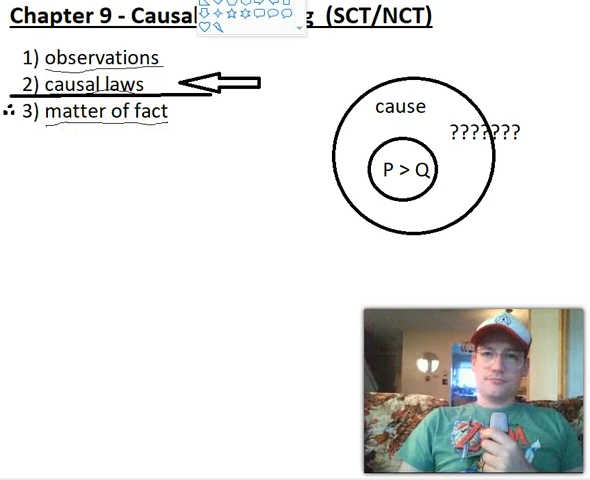 Chapter 9 - Causal g (SCT/NCT)
1) observations
2) causal laws
∴ 3) matter of fact
cause
???????
P > Q